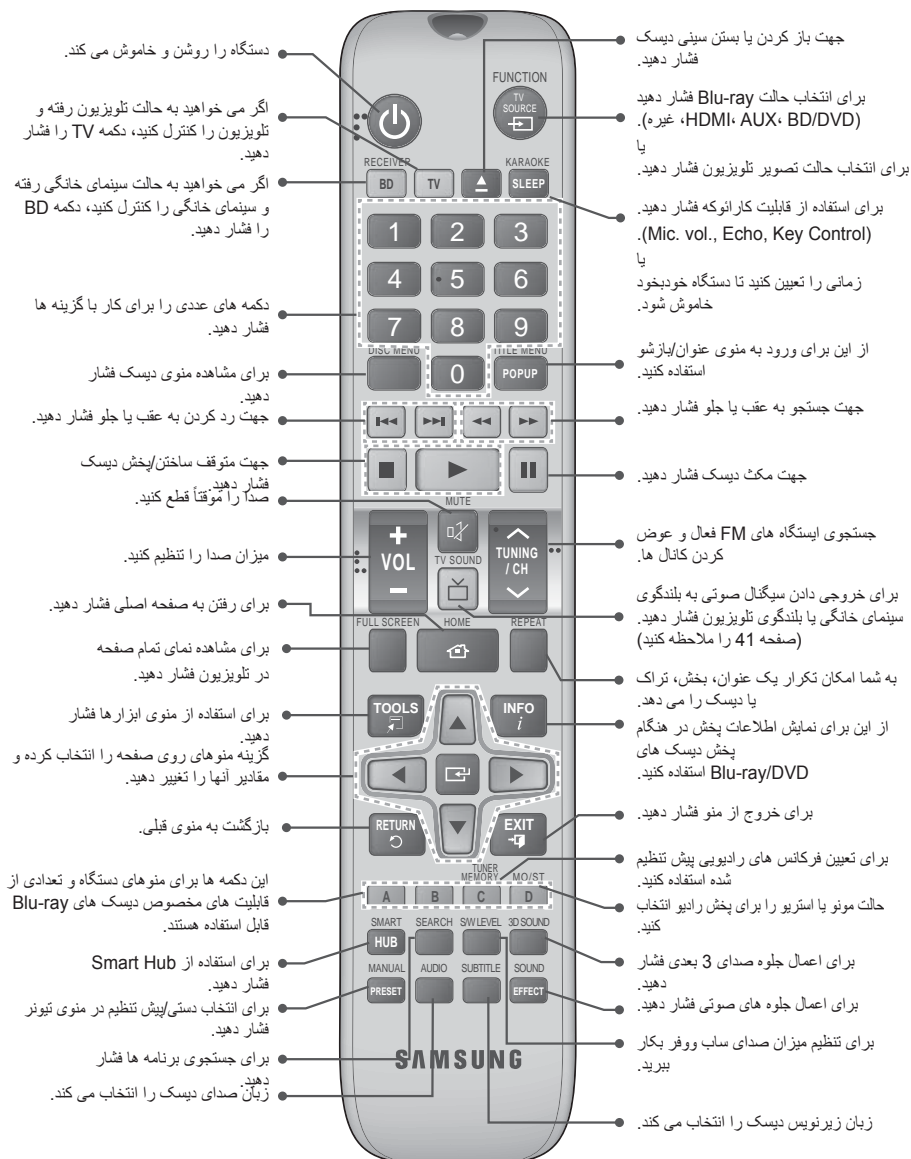 دستگاه را روشن و خاموش می کند.
اگر می خواهید به حالت تلویزیون رفته و
تلویزیون را کنترل کنید، دکمه TV را فشار
دهید.
اگر می خواهید به حالت سینمای خانگی رفته
و سینمای خانگی را کنترل کنید، دکمه BD
را فشار دهید.
دکمه های عددی را برای کار با گزینه ها
فشار دهید.
برای مشاهده منوی دیسک فشار
دهید.
جهت رد کردن به عقب یا جلو فشار دهید.
جهت متوقف ساختن/پخش دیسک
فشار دهید.
صدا را موقتاً قطع کنید.
میزان صدا را تنظیم کنید.
برای رفتن به صفحه اصلی فشار دهید.
برای مشاهده نمای تمام صفحه
در تلویزیون فشار دهید.
برای استفاده از منوی ابزارها فشار
دهید.
گزینه منوهای روی صفحه را انتخاب کرده و
مقادیر آنها را تغییر دهید.
بازگشت به منوی قبلی.
این دکمه ها برای منوهای دستگاه و تعدادی از
قابلیت های مخصوص دیسک های Blu-ray
قابل استفاده هستند.
برای استفاده از Smart Hub
فشار دهید.
برای انتخاب دستی/پیش تنظیم در منوی تیونر
فشار دهید.
برای جستجوی برنامه ها فشار
دهید.
زبان صدای دیسک را انتخاب می کند.
FUNCTION
TV
SOURCE
RECEIVER
KARAOKE
BD
TV
SLEEP
1 2 3
4 5 6
7 8 9
DISC MENU
TITLE MENU
0
POPUP
MUTE
+
VOL
−
TV SOUND
TUNING
/ CH
FULL SCREEN
HOME
REPEAT
TOOLS
INFO
i
RETURN
EXIT
TUNER
MEMORY
MO/ST
A B C D
SMART
SEARCH
S/W LEVEL
3D SOUND
HUB
MANUAL
AUDIO
SUBTITLE
SOUND
PRESET
EFFECT
SAMSUNG
جهت باز کردن یا بستن سینی دیسک
فشار دهید.
برای انتخاب حالت Blu-ray فشار دهید
(HDMI، AUX، BD/DVD، غیره).
یا
برای انتخاب حالت تصویر تلویزیون فشار دهید.
برای استفاده از قابلیت کارائوکه فشار دهید.
(Mic. vol., Echo, Key Control).
یا
زمانی را تعیین کنید تا دستگاه خودبخود
خاموش شود.
از این برای ورود به منوی عنوان/بازشو
استفاده کنید.
جهت جستجو به عقب یا جلو فشار دهید.
جهت مکث دیسک فشار دهید.
جستجوی ایستگاه های FM فعال و عوض
کردن کانال ها.
برای خروجی دادن سیگنال صوتی به بلندگوی
سینمای خانگی یا بلندگوی تلویزیون فشار دهید.
(صفحه 41 را ملاحظه کنید)
به شما امکان تکرار یک عنوان، بخش، تراک
یا دیسک را می دهد.
از این برای نمایش اطلاعات پخش در هنگام
پخش دیسک های
Blu-ray/DVD استفاده کنید.
برای خروج از منو فشار دهید.
برای تعیین فرکانس های رادیویی پیش تنظیم
شده استفاده کنید.
حالت مونو یا استریو را برای پخش رادیو انتخاب
کنید.
برای اعمال جلوه صدای 3 بعدی فشار
دهید.
برای اعمال جلوه های صوتی فشار دهید.
برای تنظیم میزان صدای ساب ووفر بکار
ببرید.
زبان زیرنویس دیسک را انتخاب می کند.